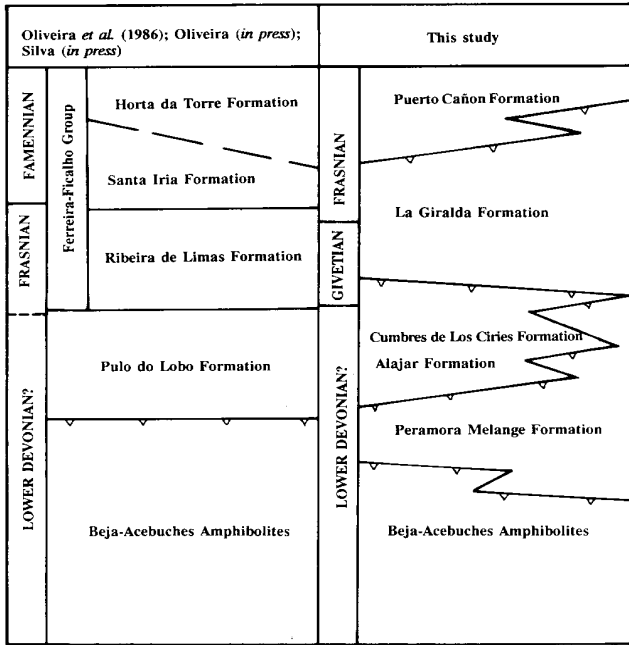 Oliveira et al. (1986); Oliveira (in press);
Silva (in press)
This study
FAMENNIAN
FRASNIAN
LOWER DEVONIAN?
Ferreira-Ficalho Group
Horta da Torre Formation
Santa Iria Formation
Ribeira de Limas Formation
Pulo do Lobo Formation
Beja-Acebuches Amphibolites
FRASNIAN
GIVETIAN
LOWER DEVONIAN?
Puerto Cañon Formation
La Giralda Formation
Cumbres de Los Ciries Formation
Alajar Formation
Peramora Melange Formation
Beja-Acebuches Amphibolites